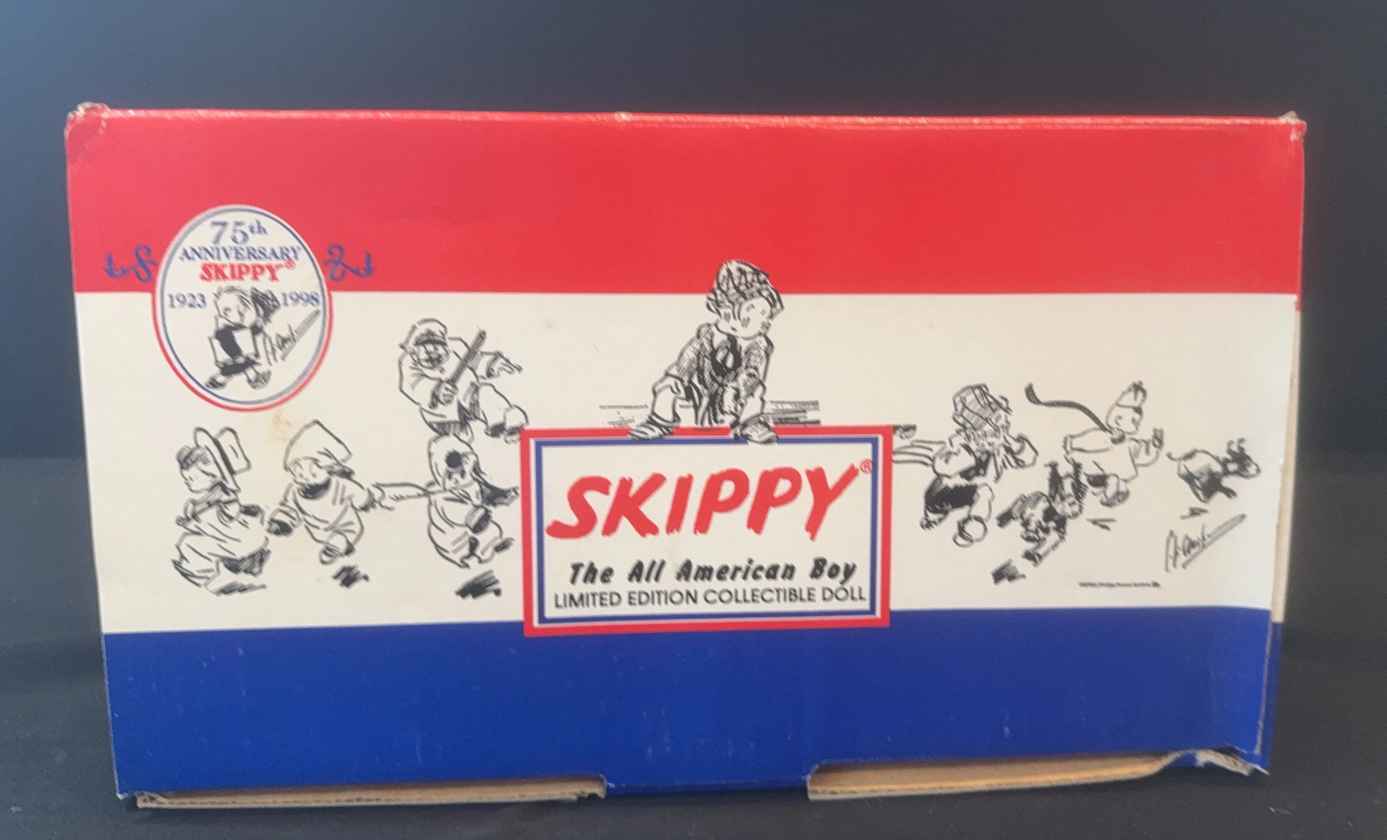 75th
ANNIVERSARY
SKIPPY®
1923 1998
SKIPPY®
The All American Boy
LIMITED EDITION COLLECTIBLE DOLL